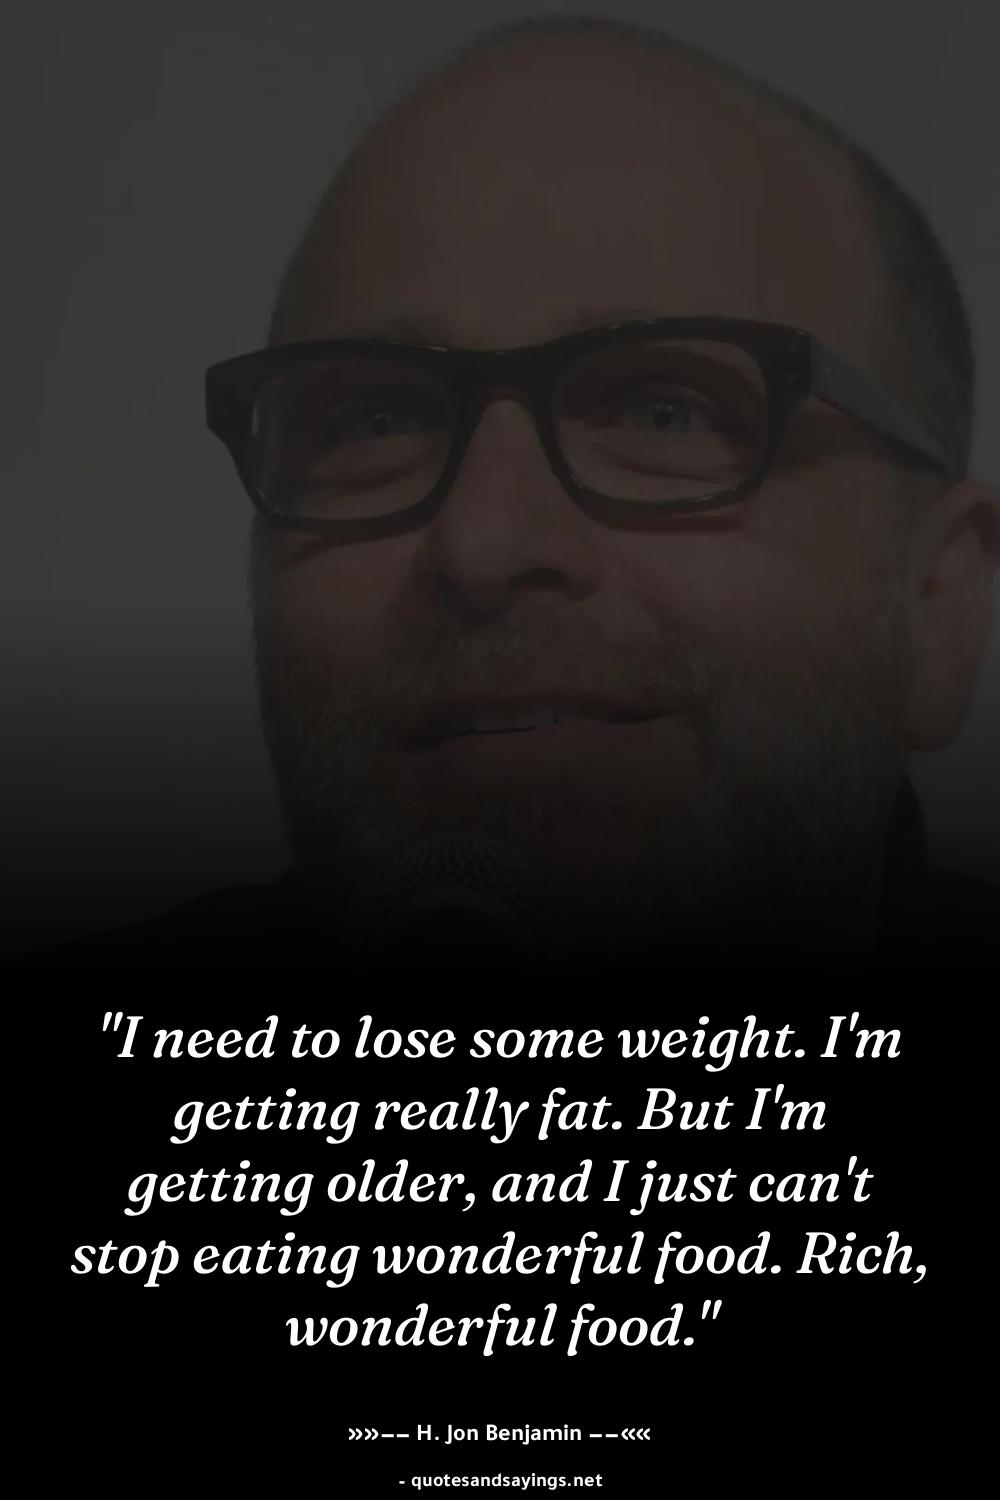 "I need to lose some weight. I'm
getting really fat. But I'm
getting older, and I just can't
stop eating wonderful food. Rich,
wonderful food."
»»–– H. Jon Benjamin ––««
- quotesandsayings.net